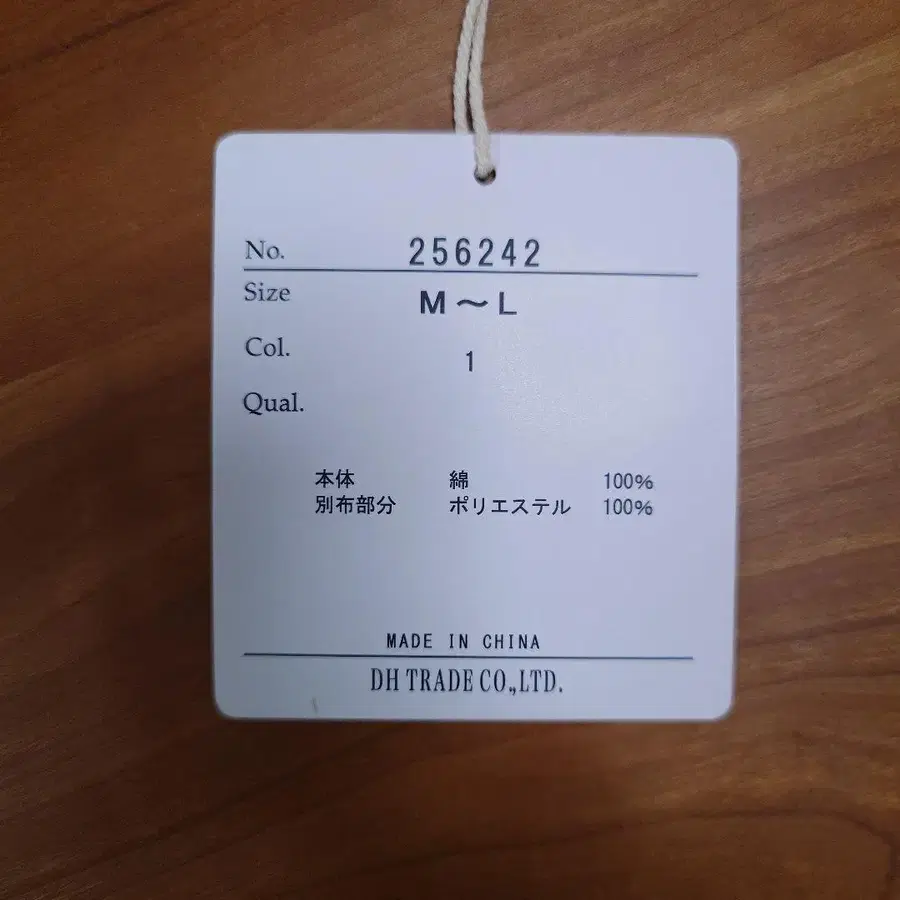 No. 256242
Size M～L
Col. 1
Qual.
本体 綿 100%
別布部分 ポリエステル 100%
MADE IN CHINA
DH TRADE CO.,LTD.